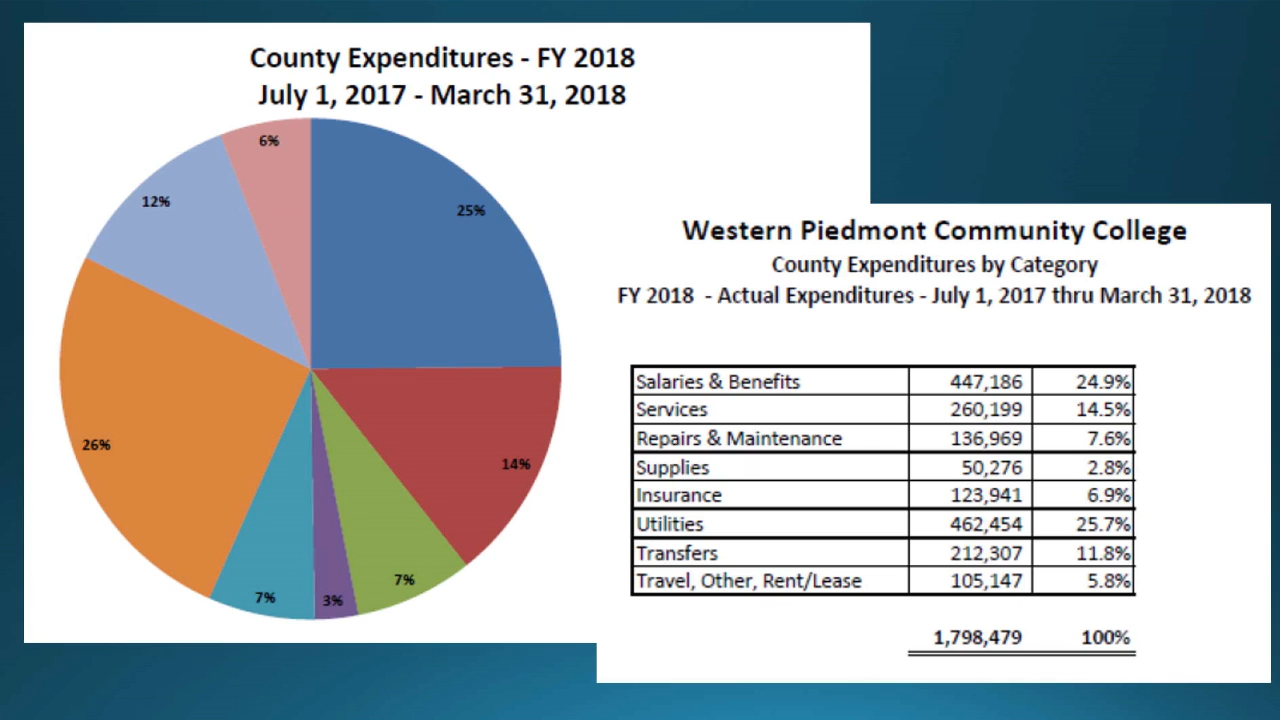 County Expenditures - FY 2018
July 1, 2017 - March 31, 2018
6%
12%
25%
26%
14%
7%
7%
3%
Western Piedmont Community College
County Expenditures by Category
FY 2018 - Actual Expenditures - July 1, 2017 thru March 31, 2018
Salaries & Benefits 447,186 24.9%
Services 260,199 14.5%
Repairs & Maintenance 136,969 7.6%
Supplies 50,276 2.8%
Insurance 123,941 6.9%
Utilities 462,454 25.7%
Transfers 212,307 11.8%
Travel, Other, Rent/Lease 105,147 5.8%
1,798,479 100%